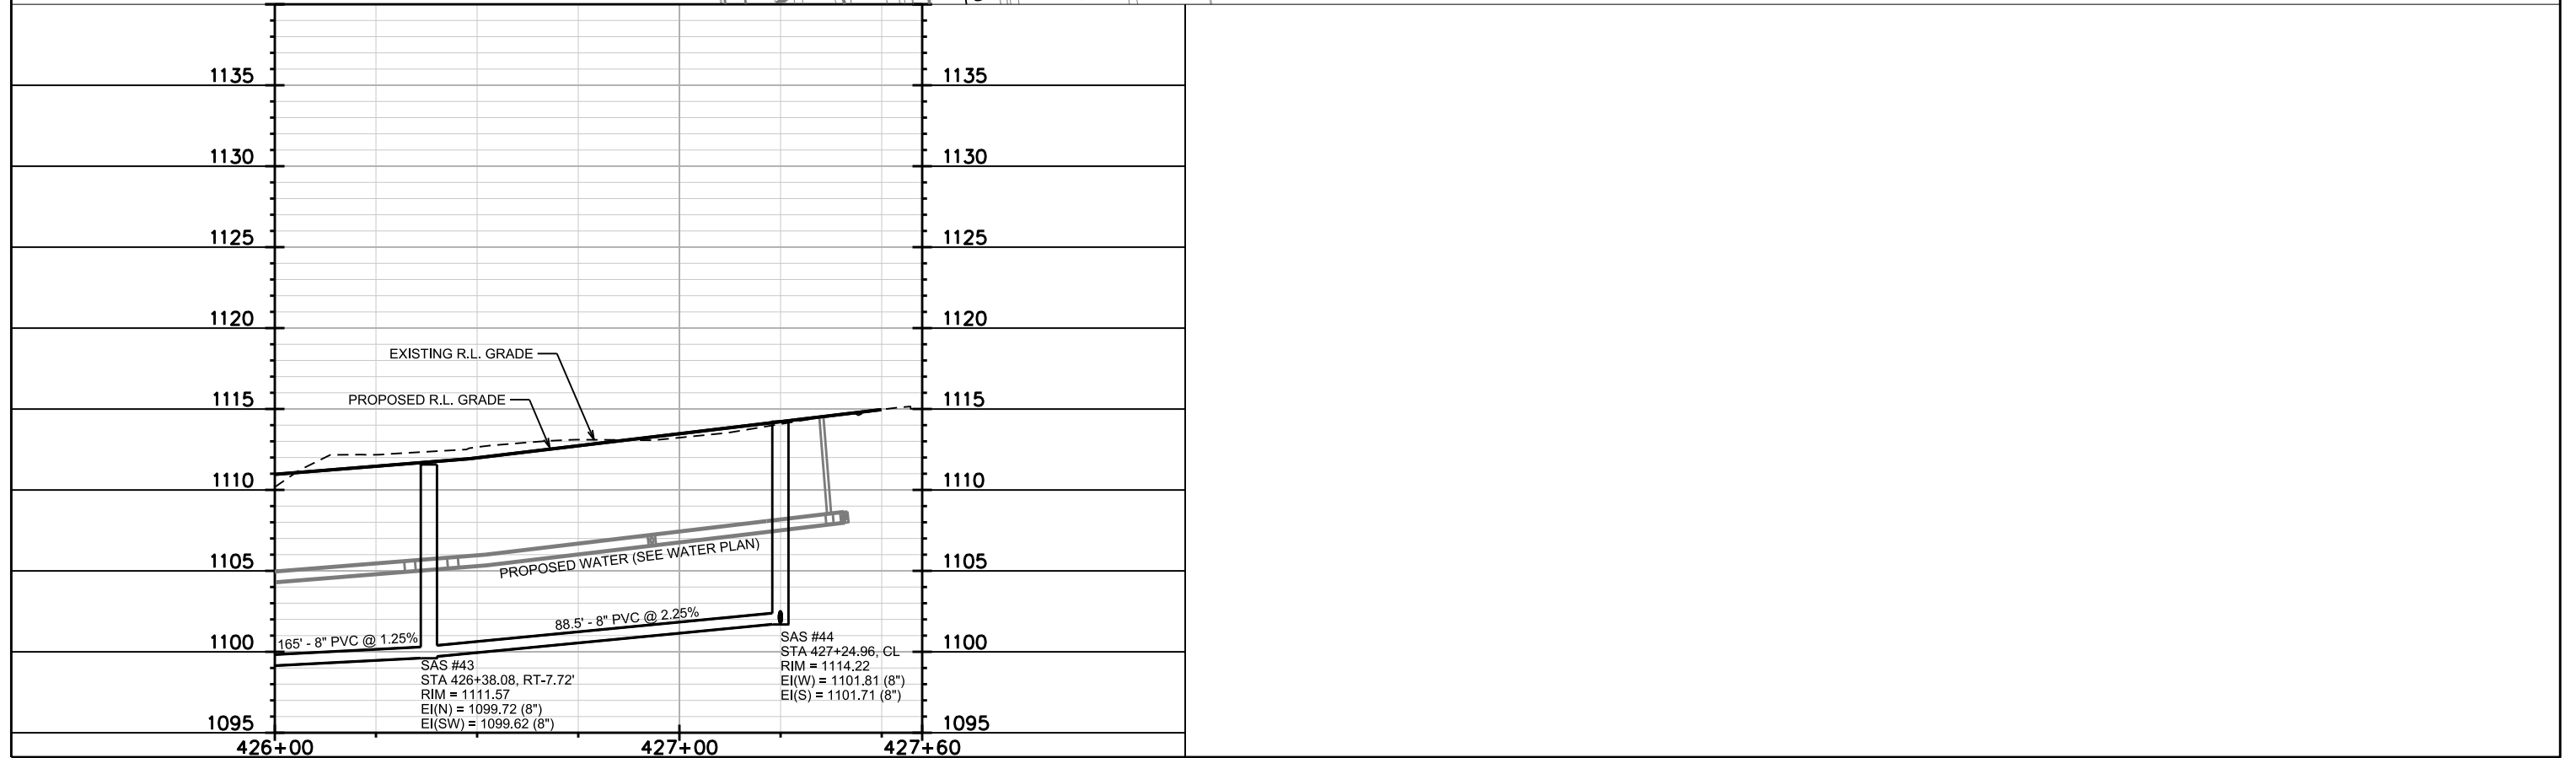 1135
1135
1130
1130
1125
1125
1120
1120
EXISTING R.L. GRADE
PROPOSED R.L. GRADE
1115
1115
1110
1110
1105
1105
PROPOSED WATER (SEE WATER PLAN)
88.5' - 8" PVC @ 2.25%
165' - 8" PVC @ 1.25%
1100
1100
SAS #43
STA 426+38.08, RT-7.72'
RIM = 1111.57
EI(N) = 1099.72 (8")
EI(SW) = 1099.62 (8")
SAS #44
STA 427+24.96, CL
RIM = 1114.22
EI(W) = 1101.81 (8")
EI(S) = 1101.71 (8")
1095
1095
426+00
427+00
427+60